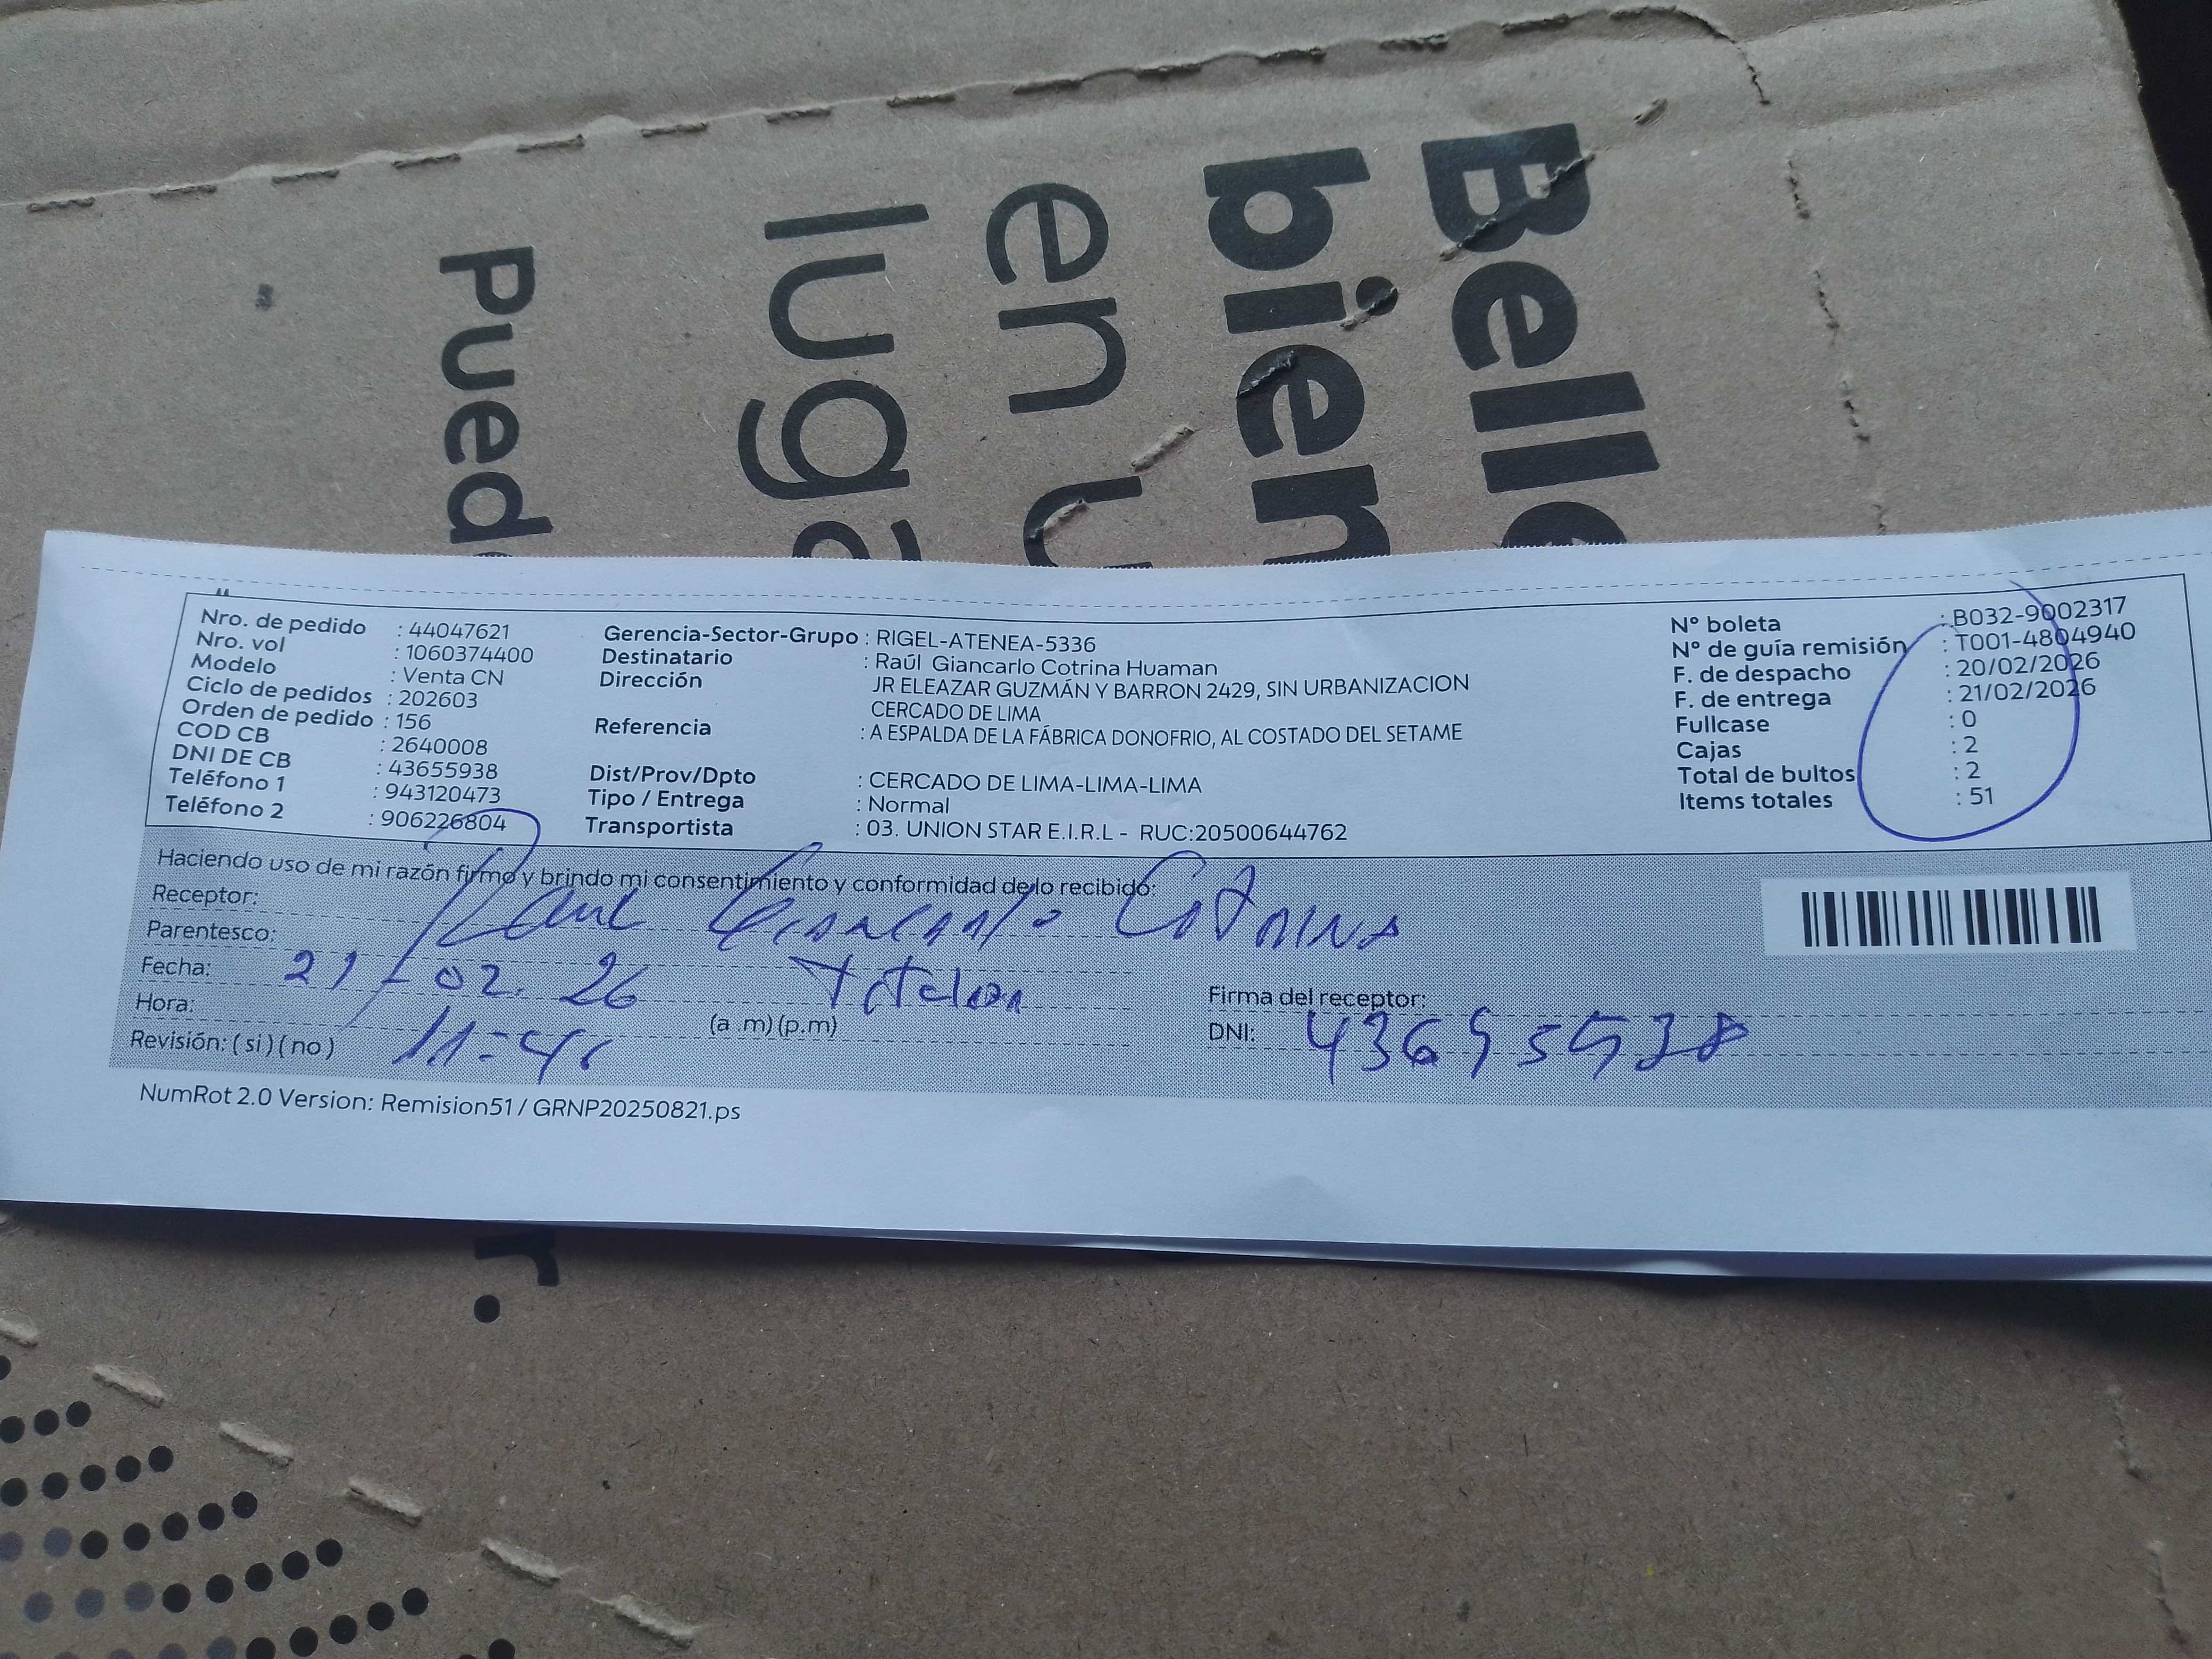 Belle
bien
en u
luga
Puede
r.
Nro. de pedido : 44047621
Nro. vol : 1060374400
Modelo : Venta CN
Ciclo de pedidos : 202603
Orden de pedido : 156
COD CB : 2640008
DNI DE CB : 43655938
Teléfono 1 : 943120473
Teléfono 2 : 906226804
Gerencia-Sector-Grupo : RIGEL-ATENEA-5336
Destinatario : Raúl Giancarlo Cotrina Huaman
Dirección JR ELEAZAR GUZMÁN Y BARRON 2429, SIN URBANIZACION
CERCADO DE LIMA
Referencia : A ESPALDA DE LA FÁBRICA DONOFRIO, AL COSTADO DEL SETAME
Dist/Prov/Dpto : CERCADO DE LIMA-LIMA-LIMA
Tipo / Entrega : Normal
Transportista : 03. UNION STAR E.I.R.L - RUC:20500644762
N° boleta : B032-9002317
N° de guía remisión : T001-4804940
F. de despacho : 20/02/2026
F. de entrega : 21/02/2026
Fullcase : 0
Cajas : 2
Total de bultos : 2
Items totales : 51
Haciendo uso de mi razón firmo y brindo mi consentimiento y conformidad de lo recibido:
Receptor: Raul Giancarlo Cotrina
Parentesco: titular
Fecha: 21-02.26
Hora: (a .m) (p.m)
Revisión: ( si ) ( no )
Firma del receptor:
DNI: 43655938
NumRot 2.0 Version: Remision51 / GRNP20250821.ps